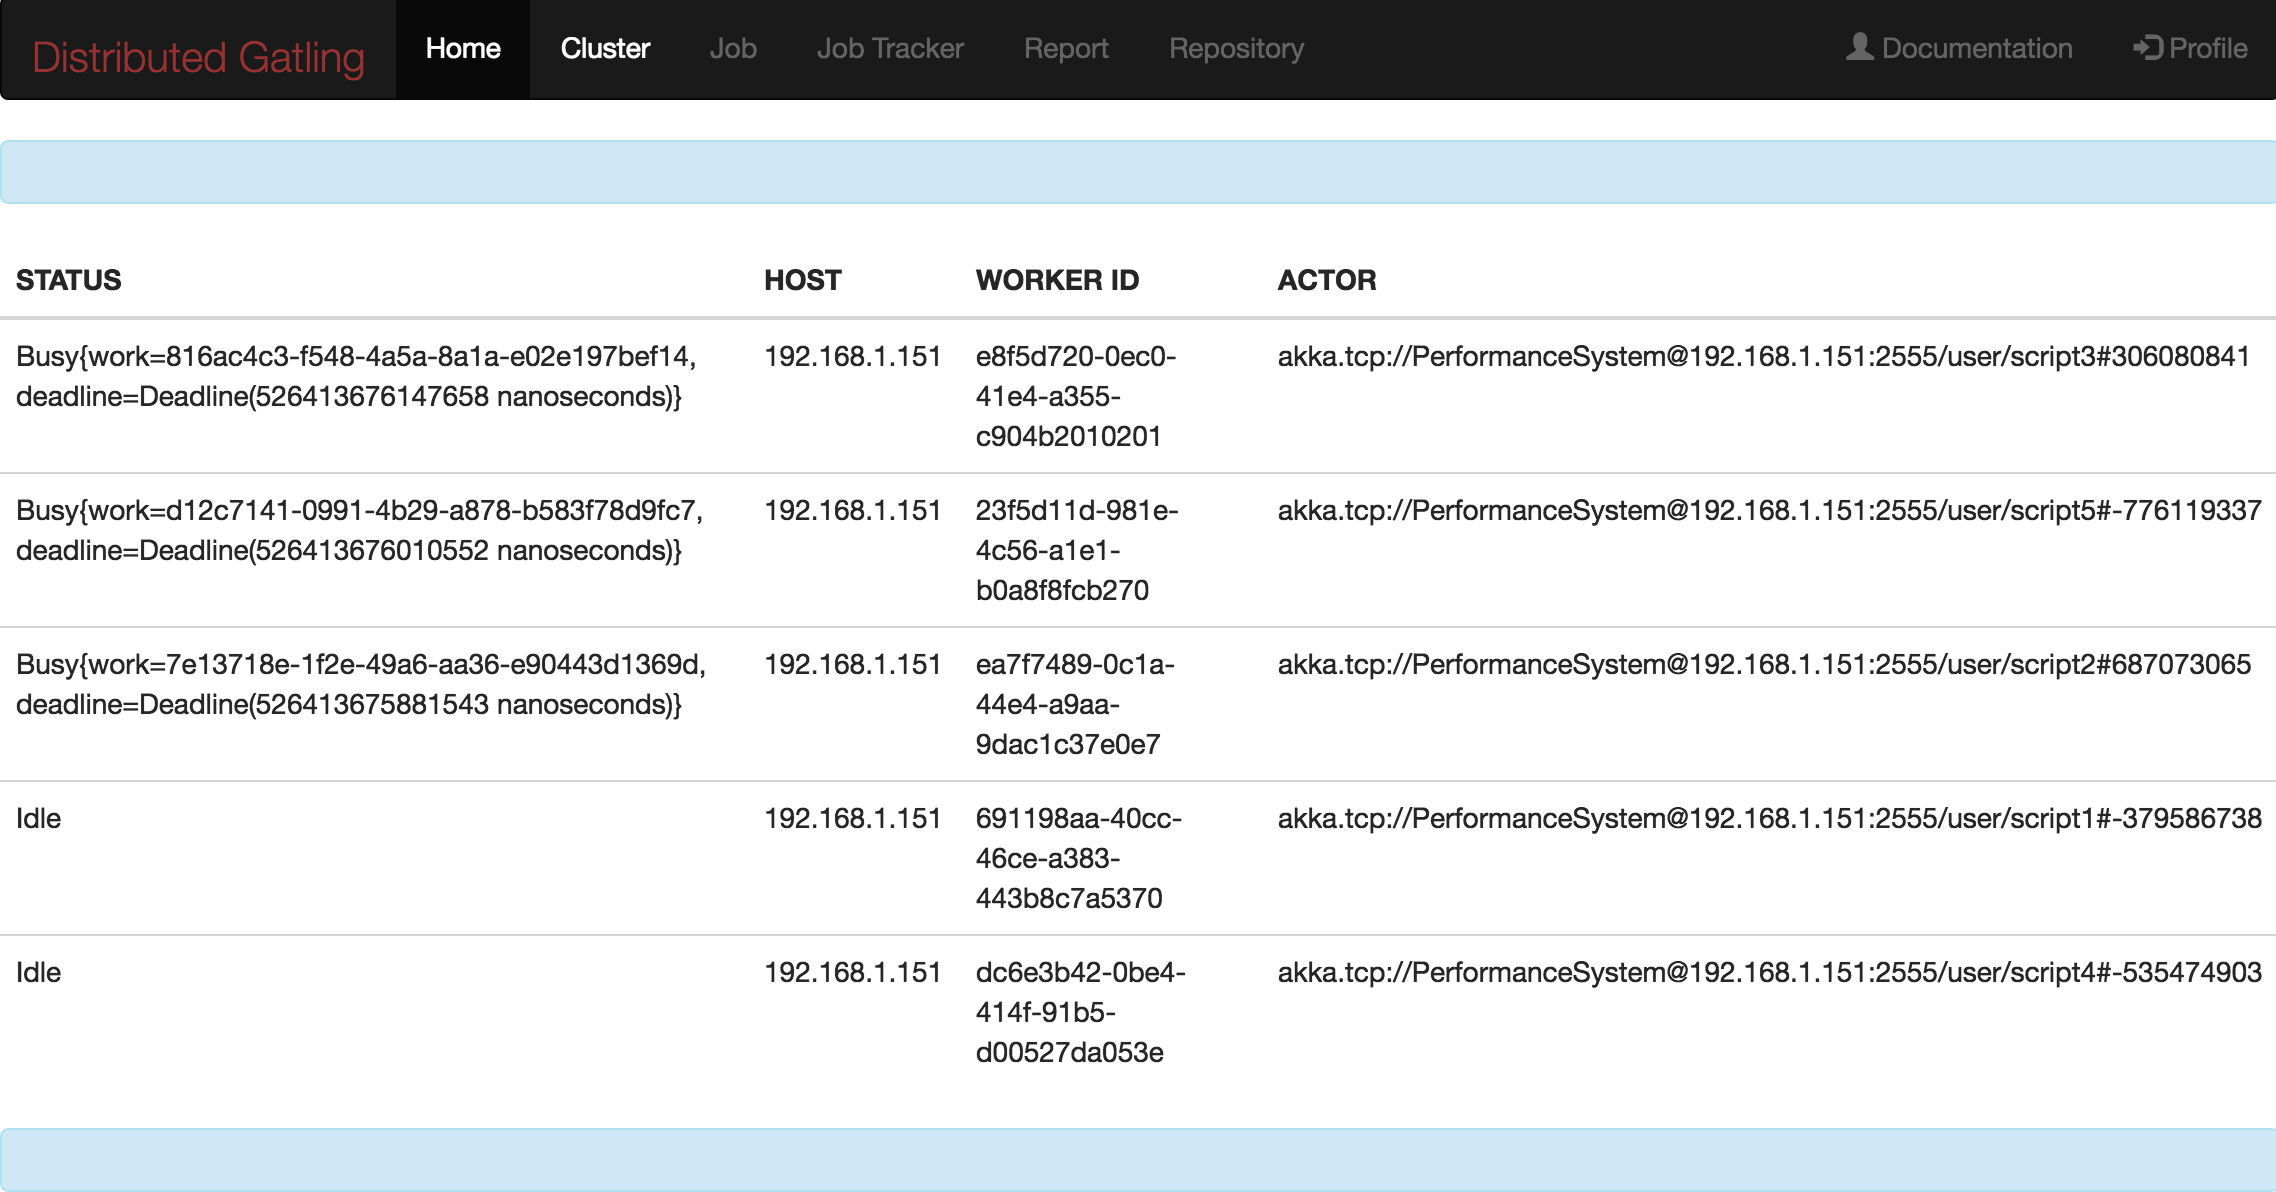 Distributed Gatling Home Cluster Job Job Tracker Report Repository Documentation Profile
STATUS HOST WORKER ID ACTOR
Busy{work=816ac4c3-f548-4a5a-8a1a-e02e197bef14, 192.168.1.151 e8f5d720-0ec0- akka.tcp://PerformanceSystem@192.168.1.151:2555/user/script3#306080841
deadline=Deadline(526413676147658 nanoseconds)} 41e4-a355-
c904b2010201
Busy{work=d12c7141-0991-4b29-a878-b583f78d9fc7, 192.168.1.151 23f5d11d-981e- akka.tcp://PerformanceSystem@192.168.1.151:2555/user/script5#-776119337
deadline=Deadline(526413676010552 nanoseconds)} 4c56-a1e1-
b0a8f8fcb270
Busy{work=7e13718e-1f2e-49a6-aa36-e90443d1369d, 192.168.1.151 ea7f7489-0c1a- akka.tcp://PerformanceSystem@192.168.1.151:2555/user/script2#687073065
deadline=Deadline(526413675881543 nanoseconds)} 44e4-a9aa-
9dac1c37e0e7
Idle 192.168.1.151 691198aa-40cc- akka.tcp://PerformanceSystem@192.168.1.151:2555/user/script1#-379586738
46ce-a383-
443b8c7a5370
Idle 192.168.1.151 dc6e3b42-0be4- akka.tcp://PerformanceSystem@192.168.1.151:2555/user/script4#-535474903
414f-91b5-
d00527da053e